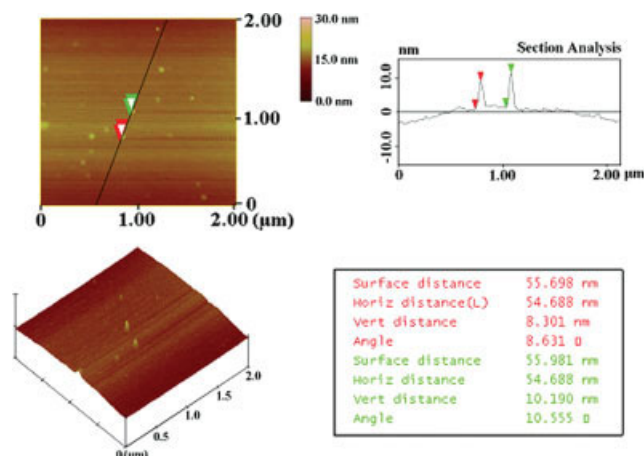 2.00
1.00
0
0 1.00 2.00 (μm)
30.0 nm
15.0 nm
0.0 nm
nm Section Analysis
10.0
0
-10.0
0 1.00 2.00 μm
2.0
1.5
1.0
0.5
0(μm)
Surface distance 55.698 nm
Horiz distance(L) 54.688 nm
Vert distance 8.301 nm
Angle 8.631
Surface distance 55.981 nm
Horiz distance 54.688 nm
Vert distance 10.190 nm
Angle 10.555